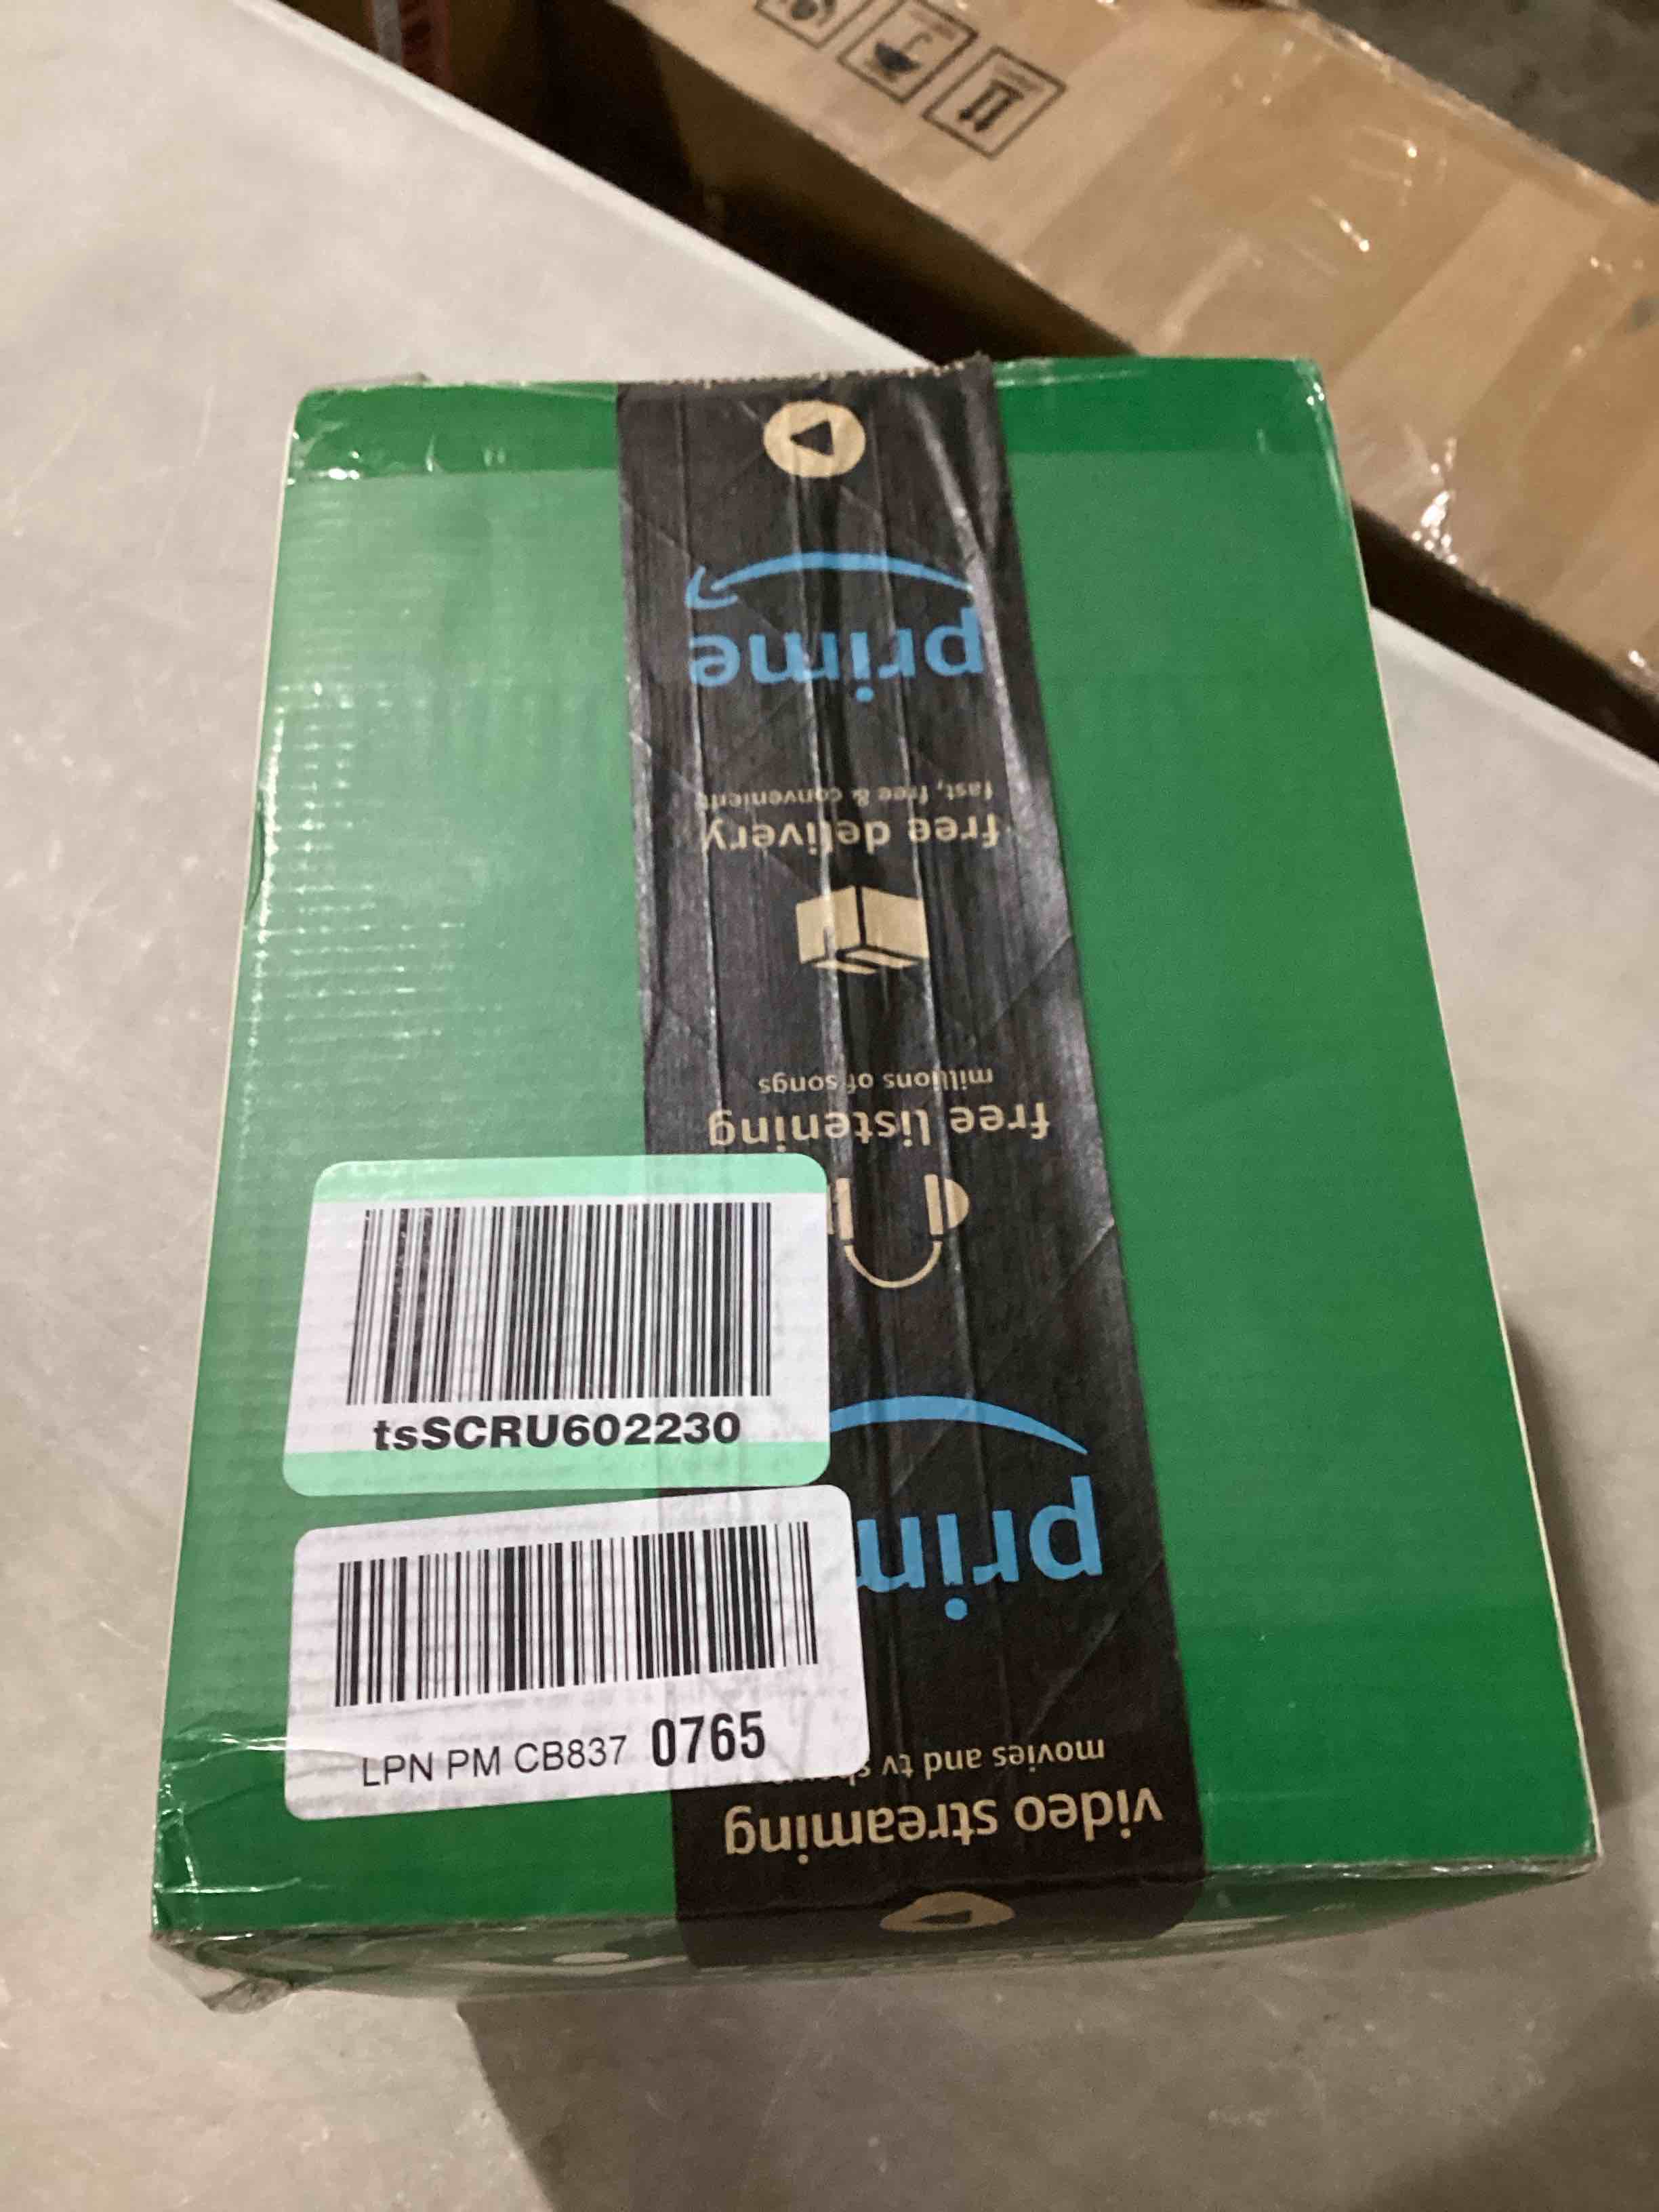 tsSCRU602230
LPN PM CB837 0765
video streaming
movies and tv
prim
free listening
millions of songs
free delivery
fast, free & convenient
prime